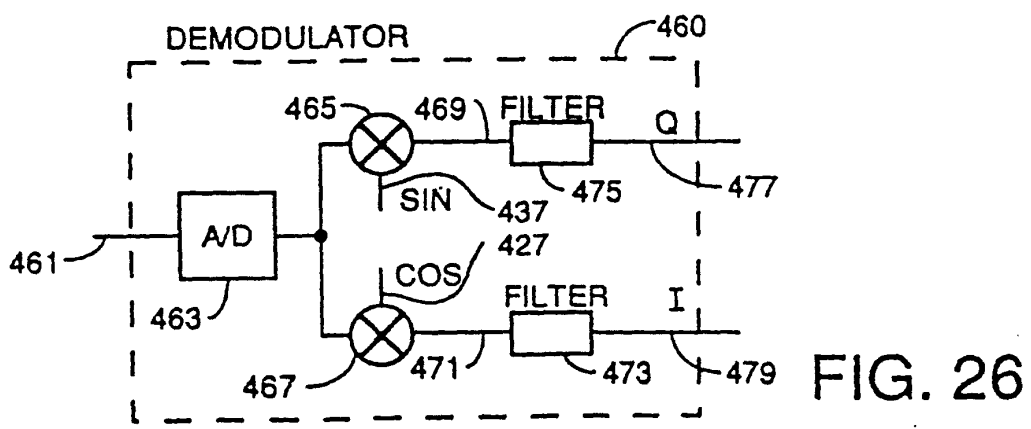 DEMODULATOR
460
465
469
FILTER
Q
475
477
SIN
437
A/D
461
463
427
COS
FILTER
I
467
471
473
479
FIG. 26